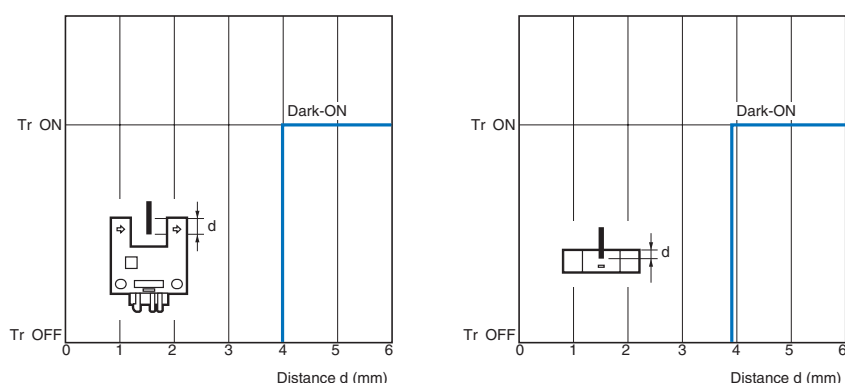 Dark-ON
Tr ON
d
Tr OFF
0 1 2 3 4 5 6
Distance d (mm)
Dark-ON
Tr ON
d
Tr OFF
0 1 2 3 4 5 6
Distance d (mm)